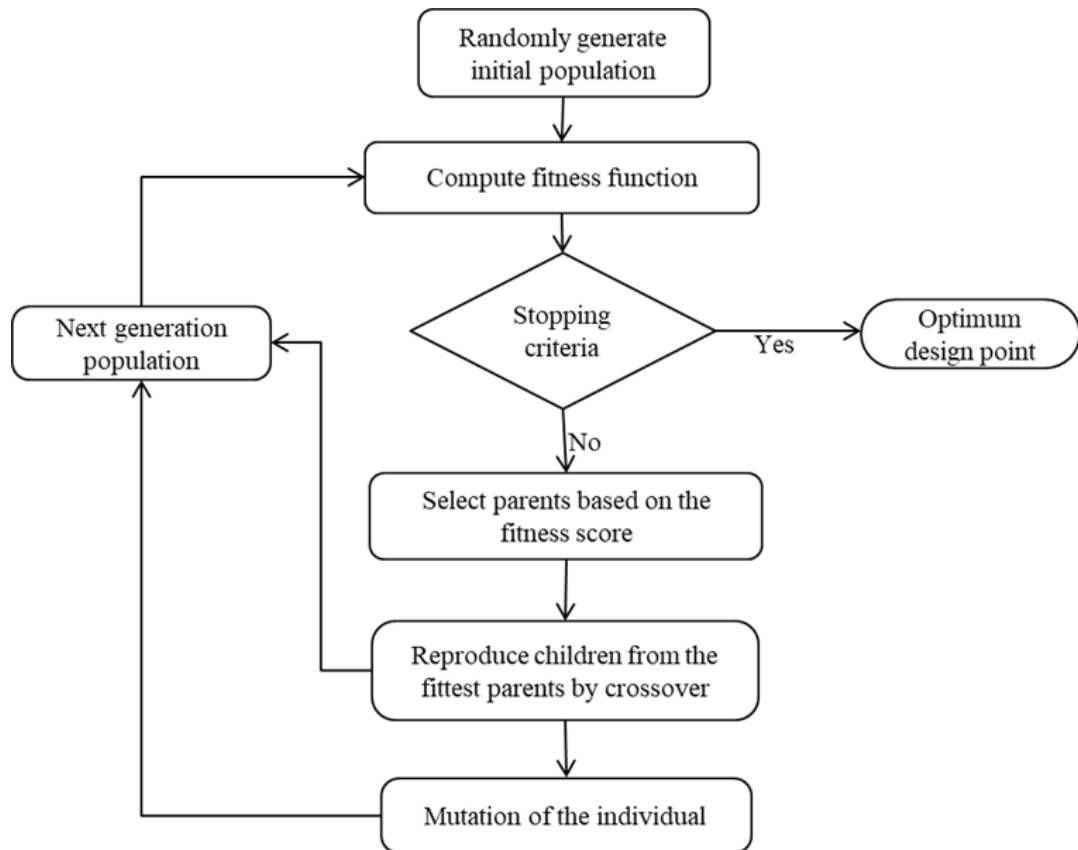 Randomly generate
initial population
Compute fitness function
Next generation
population
Stopping
criteria
Yes
Optimum
design point
No
Select parents based on the
fitness score
Reproduce children from the
fittest parents by crossover
Mutation of the individual